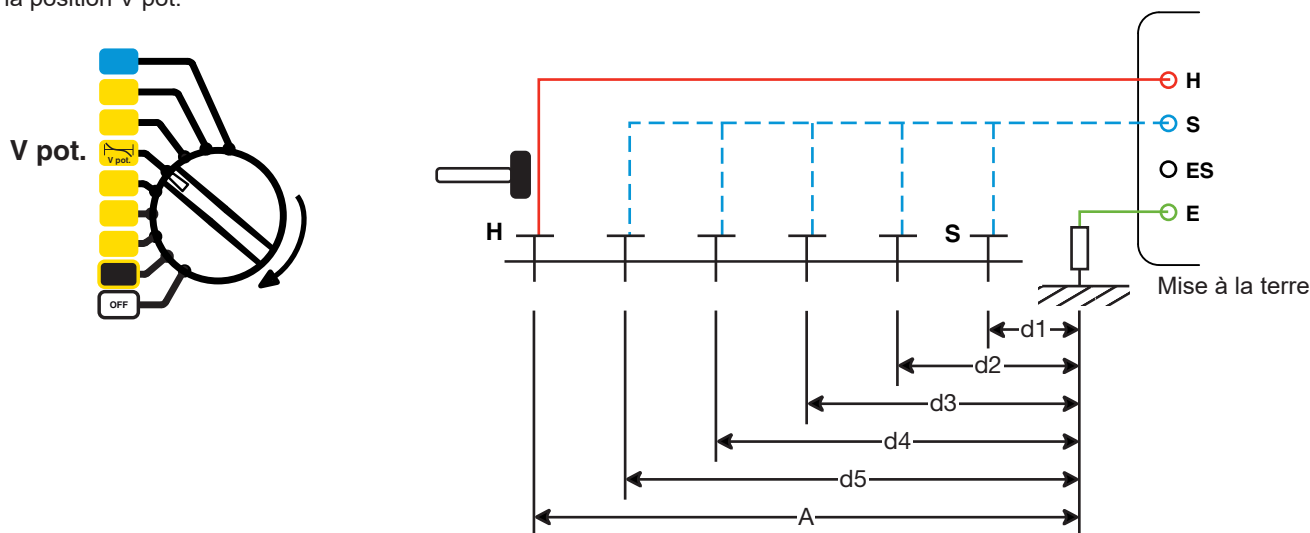 la position V pot.
V pot.
V pot.
OFF
H
S
ES
E
H
S
Mise à la terre
d1
d2
d3
d4
d5
A